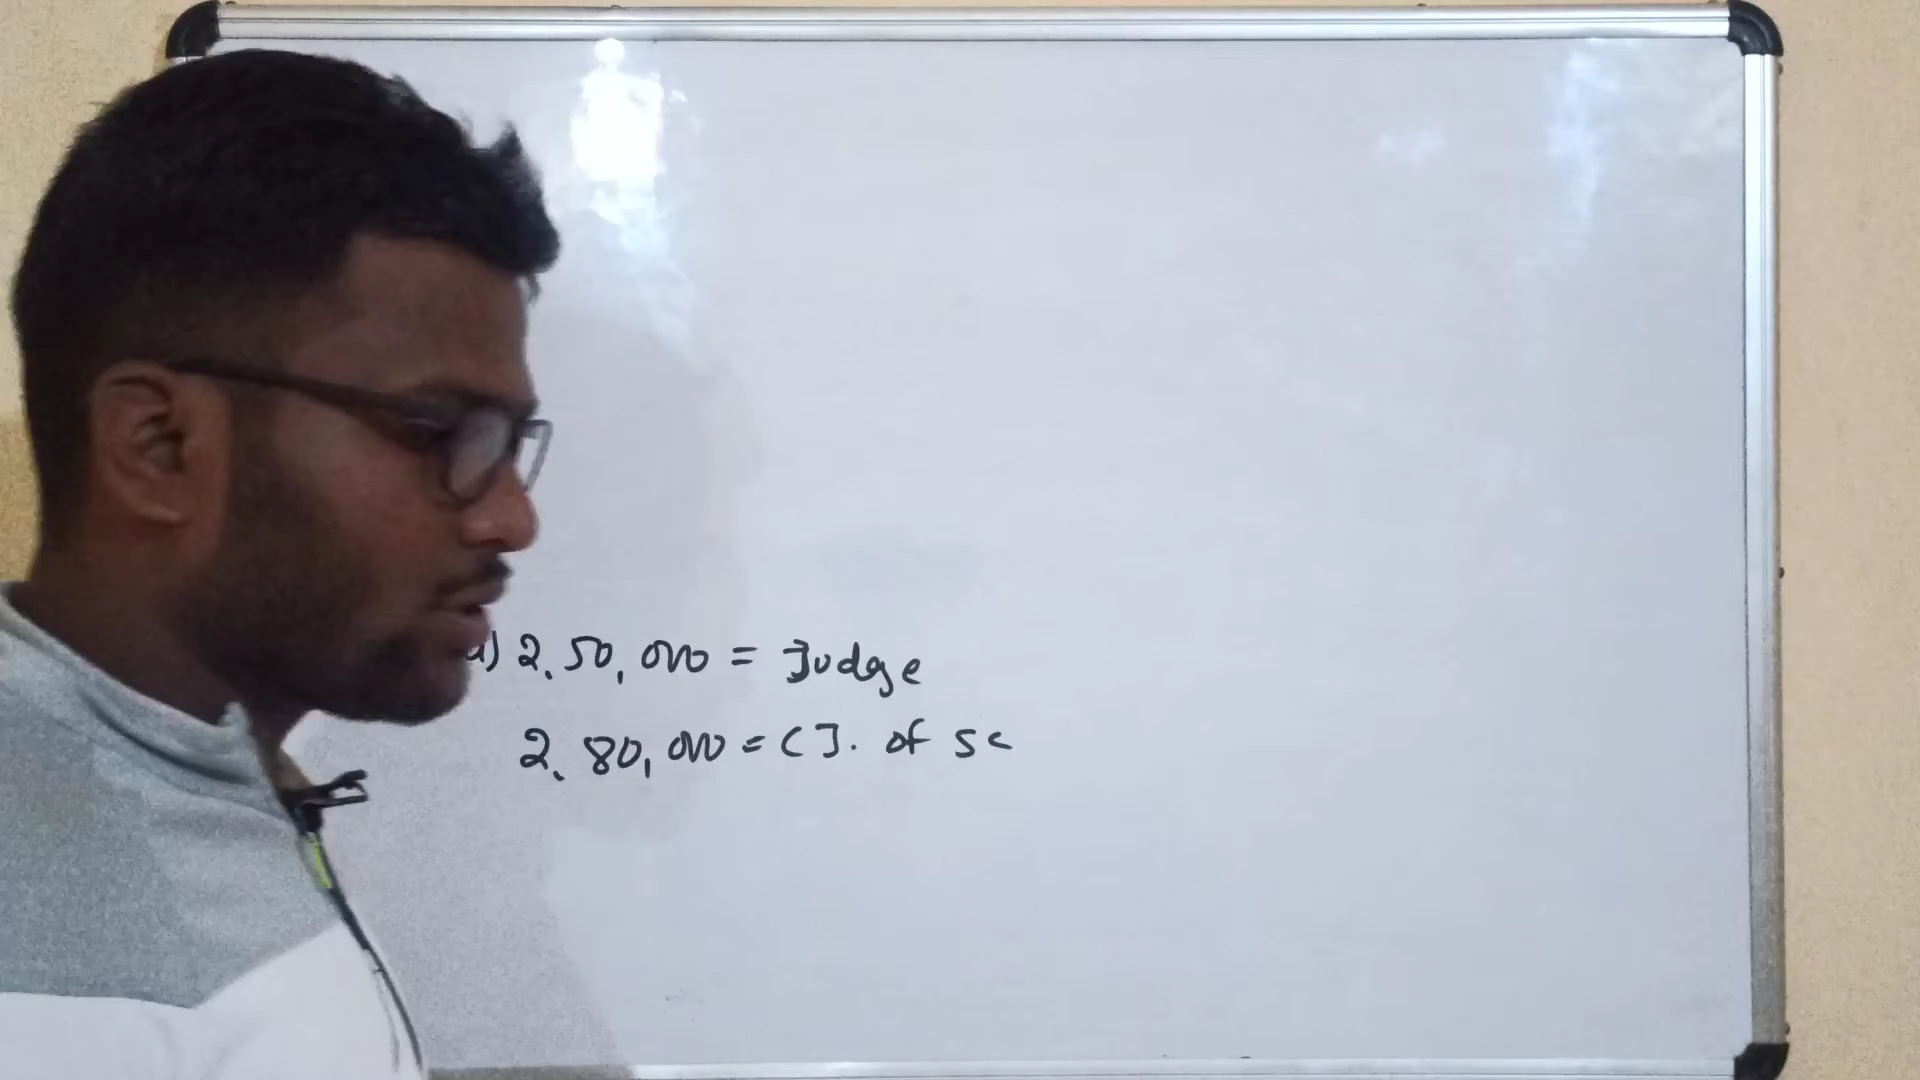 a) 2,50,000 = Judge
2,80,000 = CJ. of SC